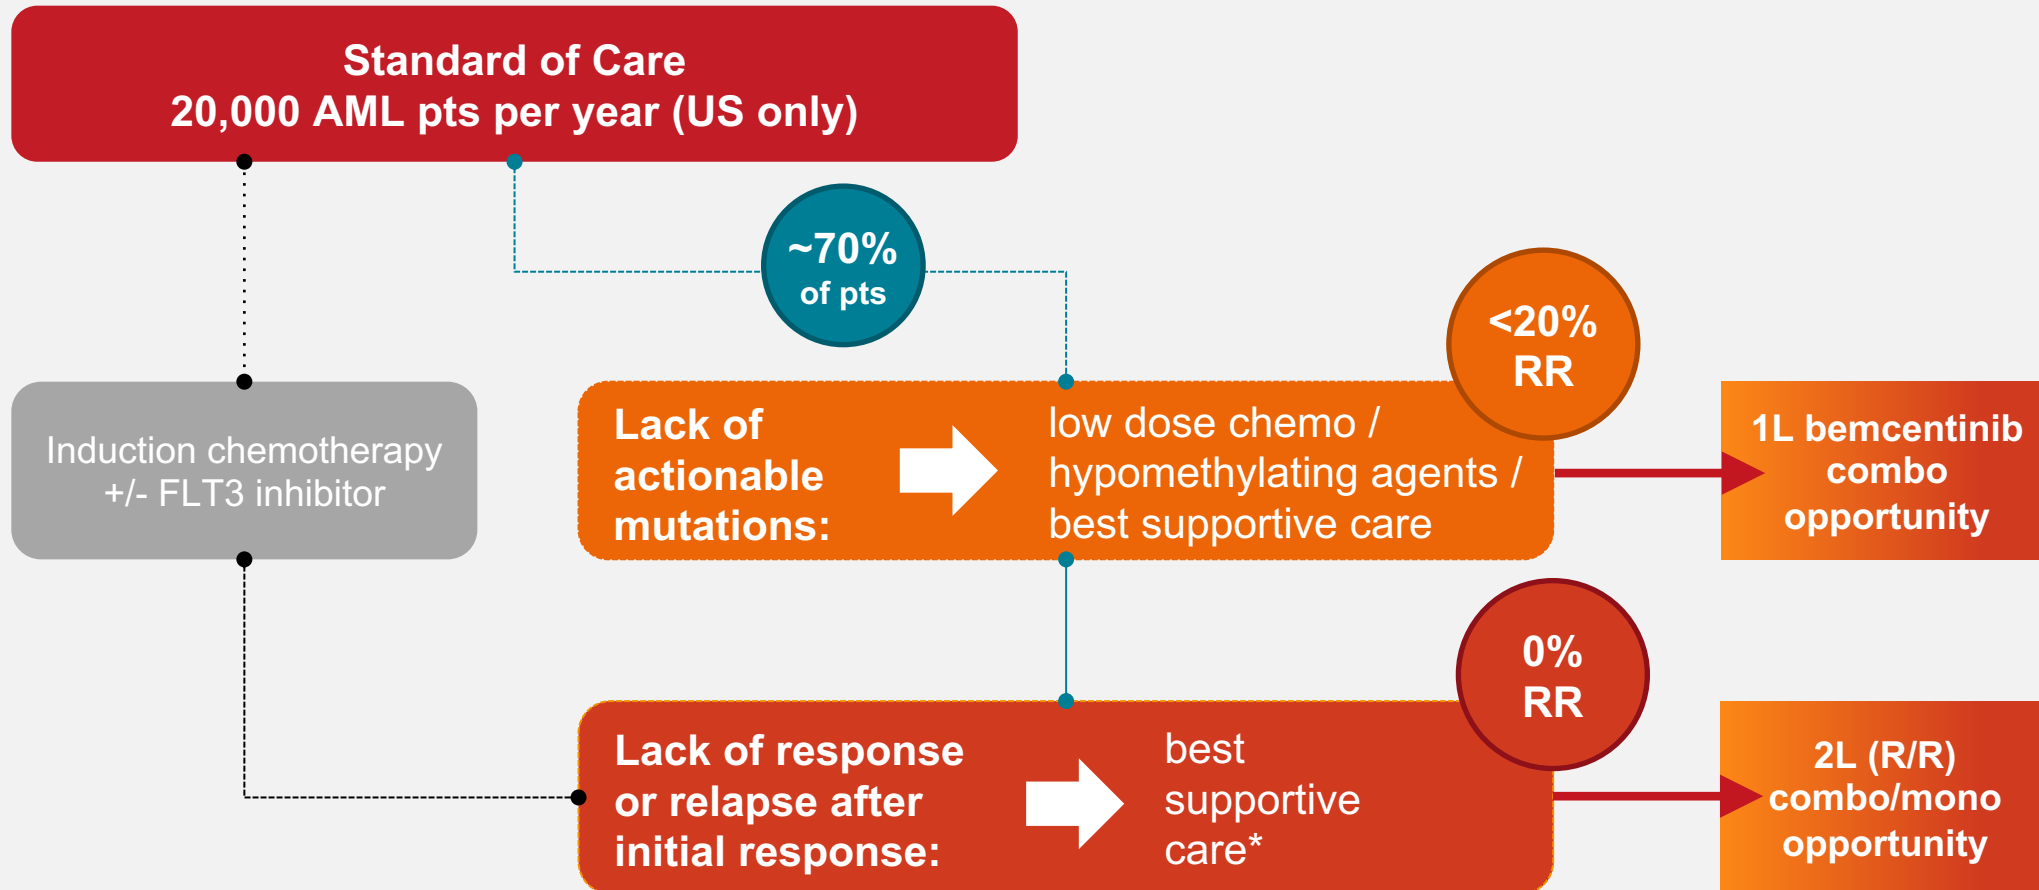 Standard of Care
20,000 AML pts per year (US only)
~70%
of pts
<20%
RR
Induction chemotherapy
+/- FLT3 inhibitor
Lack of
actionable
mutations:
low dose chemo /
hypomethylating agents /
best supportive care
1L bemcentinib
combo
opportunity
0%
RR
Lack of response
or relapse after
initial response:
best
supportive
care*
2L (R/R)
combo/mono
opportunity